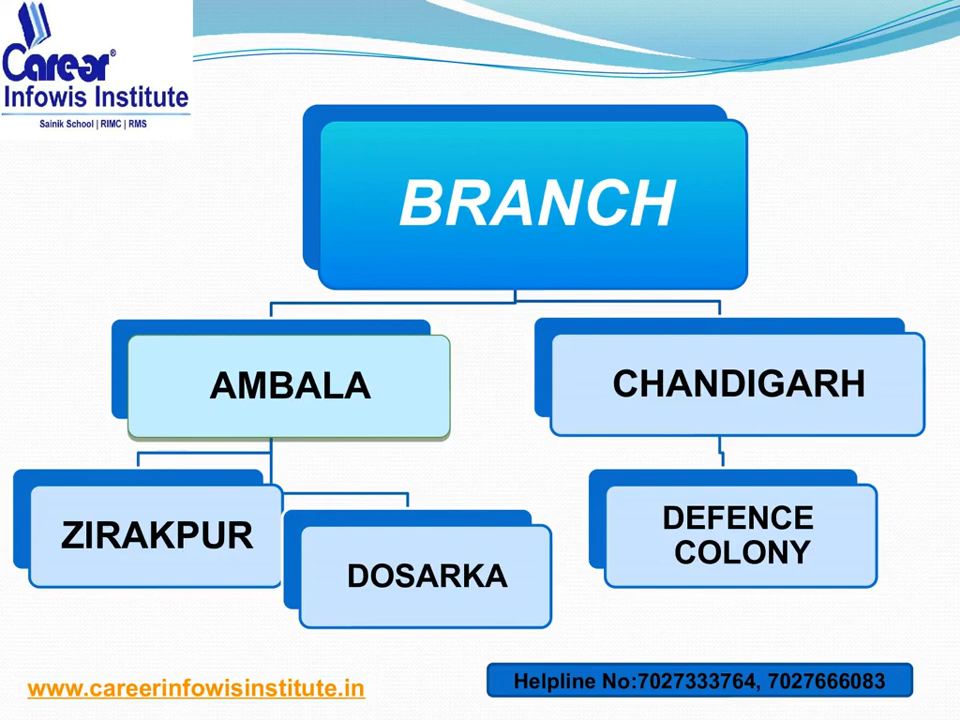 Carear®
Infowis Institute
Sainik School | RIMC | RMS
BRANCH
AMBALA
CHANDIGARH
ZIRAKPUR
DOSARKA
DEFENCE
COLONY
www.careerinfowisinstitute.in
Helpline No:7027333764, 7027666083